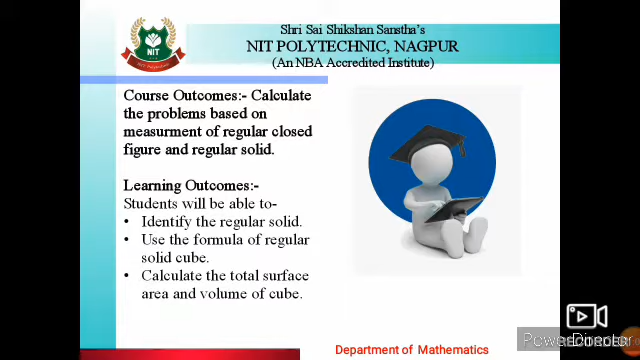 Shri Sai Shikshan Sanstha's
NIT POLYTECHNIC, NAGPUR
(An NBA Accredited Institute)
NIT
Course Outcomes:- Calculate
the problems based on
measurment of regular closed
figure and regular solid.
Learning Outcomes:-
Students will be able to-
• Identify the regular solid.
• Use the formula of regular
solid cube.
• Calculate the total surface
area and volume of cube.
PowerDirector
Department of Mathematics